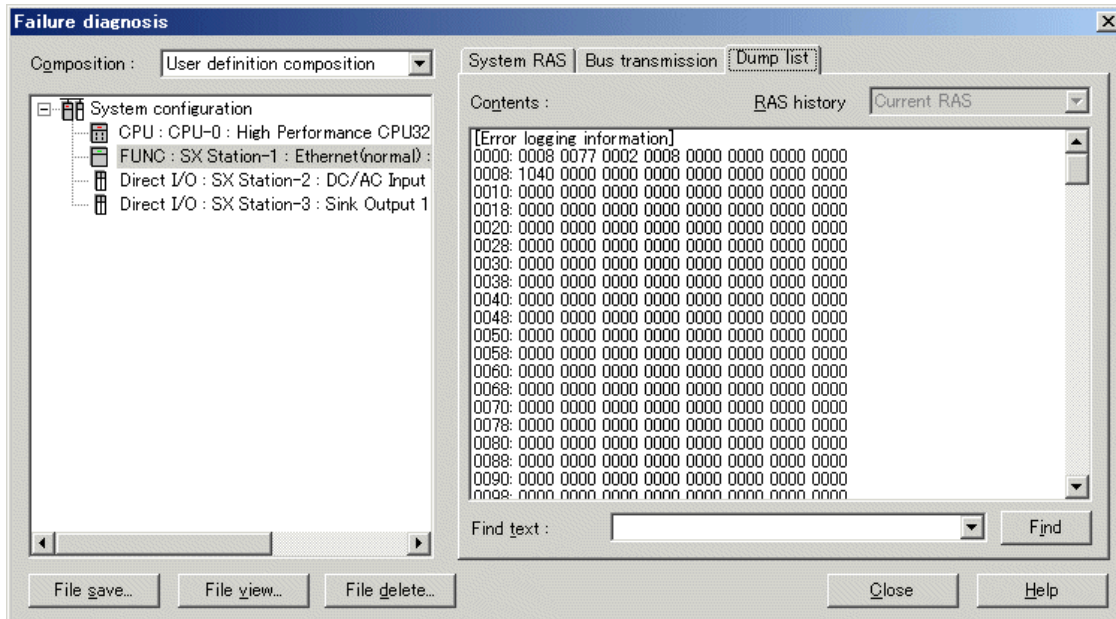 Failure diagnosis
Composition : User definition composition
System configuration
CPU : CPU-0 : High Performance CPU32
FUNC : SX Station-1 : Ethernet(normal) :
Direct I/O : SX Station-2 : DC/AC Input
Direct I/O : SX Station-3 : Sink Output 1
File save...
File view...
File delete...
System RAS
Bus transmission
Dump list
Contents :
RAS history
Current RAS
[Error logging information]
0000: 0008 0077 0002 0008 0000 0000 0000 0000
0008: 1040 0000 0000 0000 0000 0000 0000 0000
0010: 0000 0000 0000 0000 0000 0000 0000 0000
0018: 0000 0000 0000 0000 0000 0000 0000 0000
0020: 0000 0000 0000 0000 0000 0000 0000 0000
0028: 0000 0000 0000 0000 0000 0000 0000 0000
0030: 0000 0000 0000 0000 0000 0000 0000 0000
0038: 0000 0000 0000 0000 0000 0000 0000 0000
0040: 0000 0000 0000 0000 0000 0000 0000 0000
0048: 0000 0000 0000 0000 0000 0000 0000 0000
0050: 0000 0000 0000 0000 0000 0000 0000 0000
0058: 0000 0000 0000 0000 0000 0000 0000 0000
0060: 0000 0000 0000 0000 0000 0000 0000 0000
0068: 0000 0000 0000 0000 0000 0000 0000 0000
0070: 0000 0000 0000 0000 0000 0000 0000 0000
0078: 0000 0000 0000 0000 0000 0000 0000 0000
0080: 0000 0000 0000 0000 0000 0000 0000 0000
0088: 0000 0000 0000 0000 0000 0000 0000 0000
0090: 0000 0000 0000 0000 0000 0000 0000 0000
0098: 0000 0000 0000 0000 0000 0000 0000 0000
Find text :
Find
Close
Help